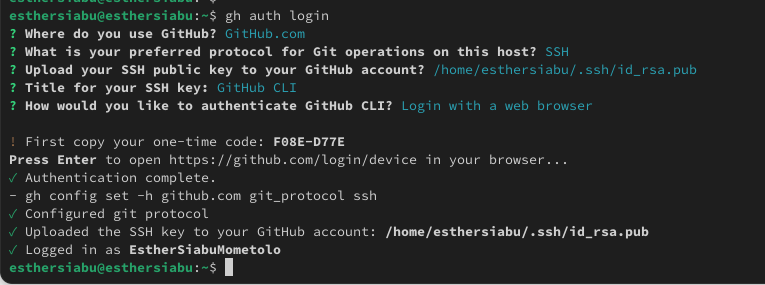 esthersiabu@esthersiabu:~$ gh auth login
? Where do you use GitHub? GitHub.com
? What is your preferred protocol for Git operations on this host? SSH
? Upload your SSH public key to your GitHub account? /home/esthersiabu/.ssh/id_rsa.pub
? Title for your SSH key: GitHub CLI
? How would you like to authenticate GitHub CLI? Login with a web browser
! First copy your one-time code: F08E-D77E
Press Enter to open https://github.com/login/device in your browser...
✓ Authentication complete.
- gh config set -h github.com git_protocol ssh
✓ Configured git protocol
✓ Uploaded the SSH key to your GitHub account: /home/esthersiabu/.ssh/id_rsa.pub
✓ Logged in as EstherSiabuMometolo
esthersiabu@esthersiabu:~$